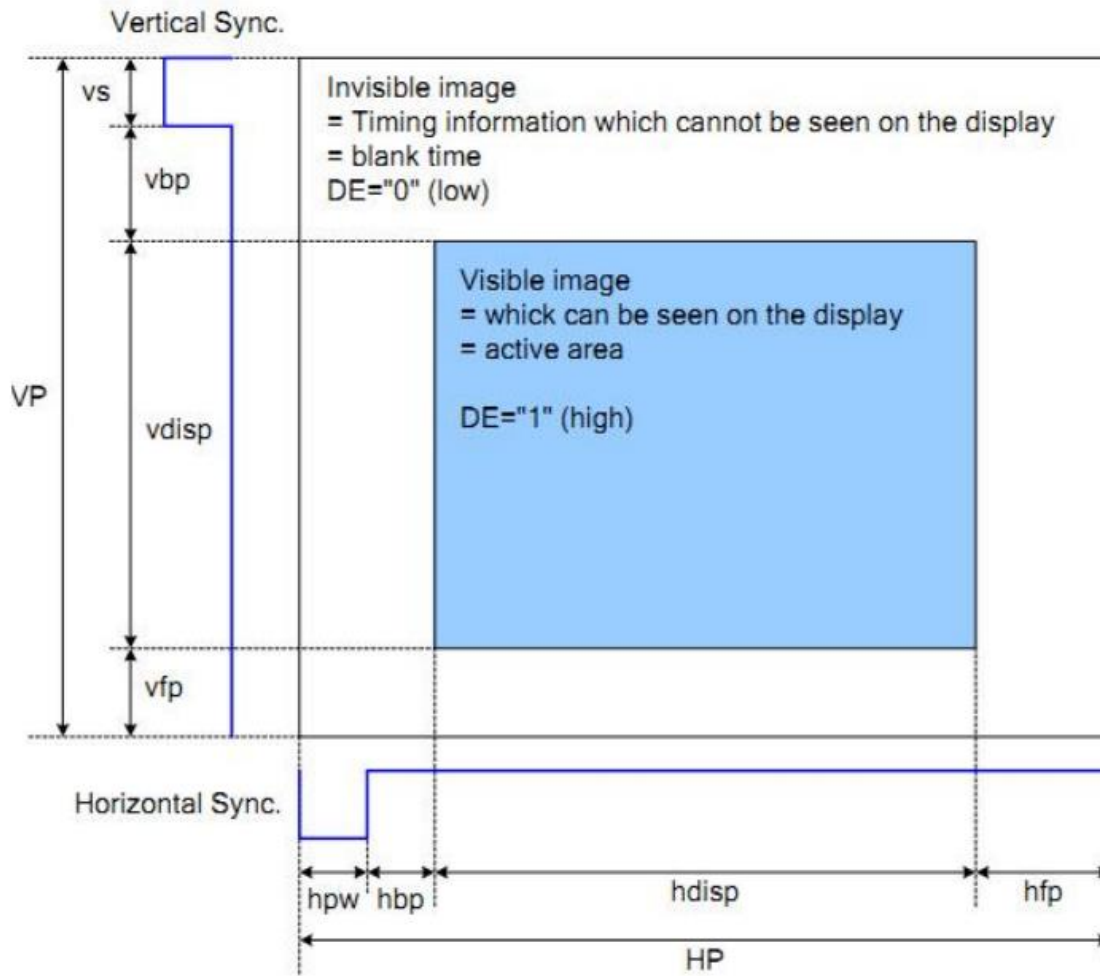 Vertical Sync.
vs
Invisible image
= Timing information which cannot be seen on the display
= blank time
DE="0" (low)
vbp
Visible image
= whick can be seen on the display
= active area
DE="1" (high)
VP
vdisp
vfp
Horizontal Sync.
hpw
hbp
hdisp
hfp
HP